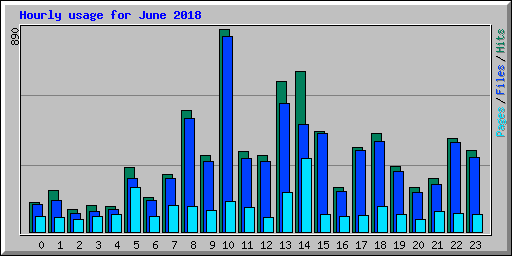 Hourly usage for June 2018
890
Pages / Files / Hits
0 1 2 3 4 5 6 7 8 9 10 11 12 13 14 15 16 17 18 19 20 21 22 23